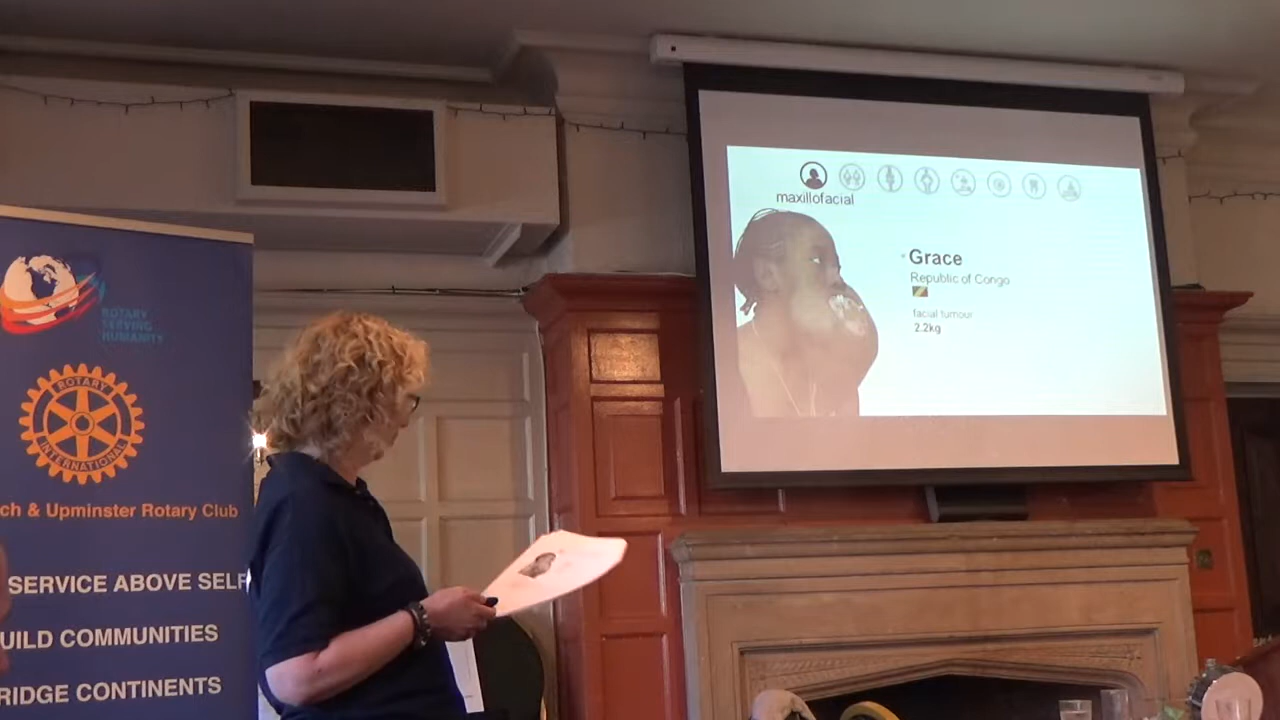 ROTARY
SERVING
HUMANITY
ROTARY
INTERNATIONAL
ch & Upminster Rotary Club
SERVICE ABOVE SELF
UILD COMMUNITIES
RIDGE CONTINENTS
maxillofacial
Grace
Republic of Congo
facial tumour
2.2kg